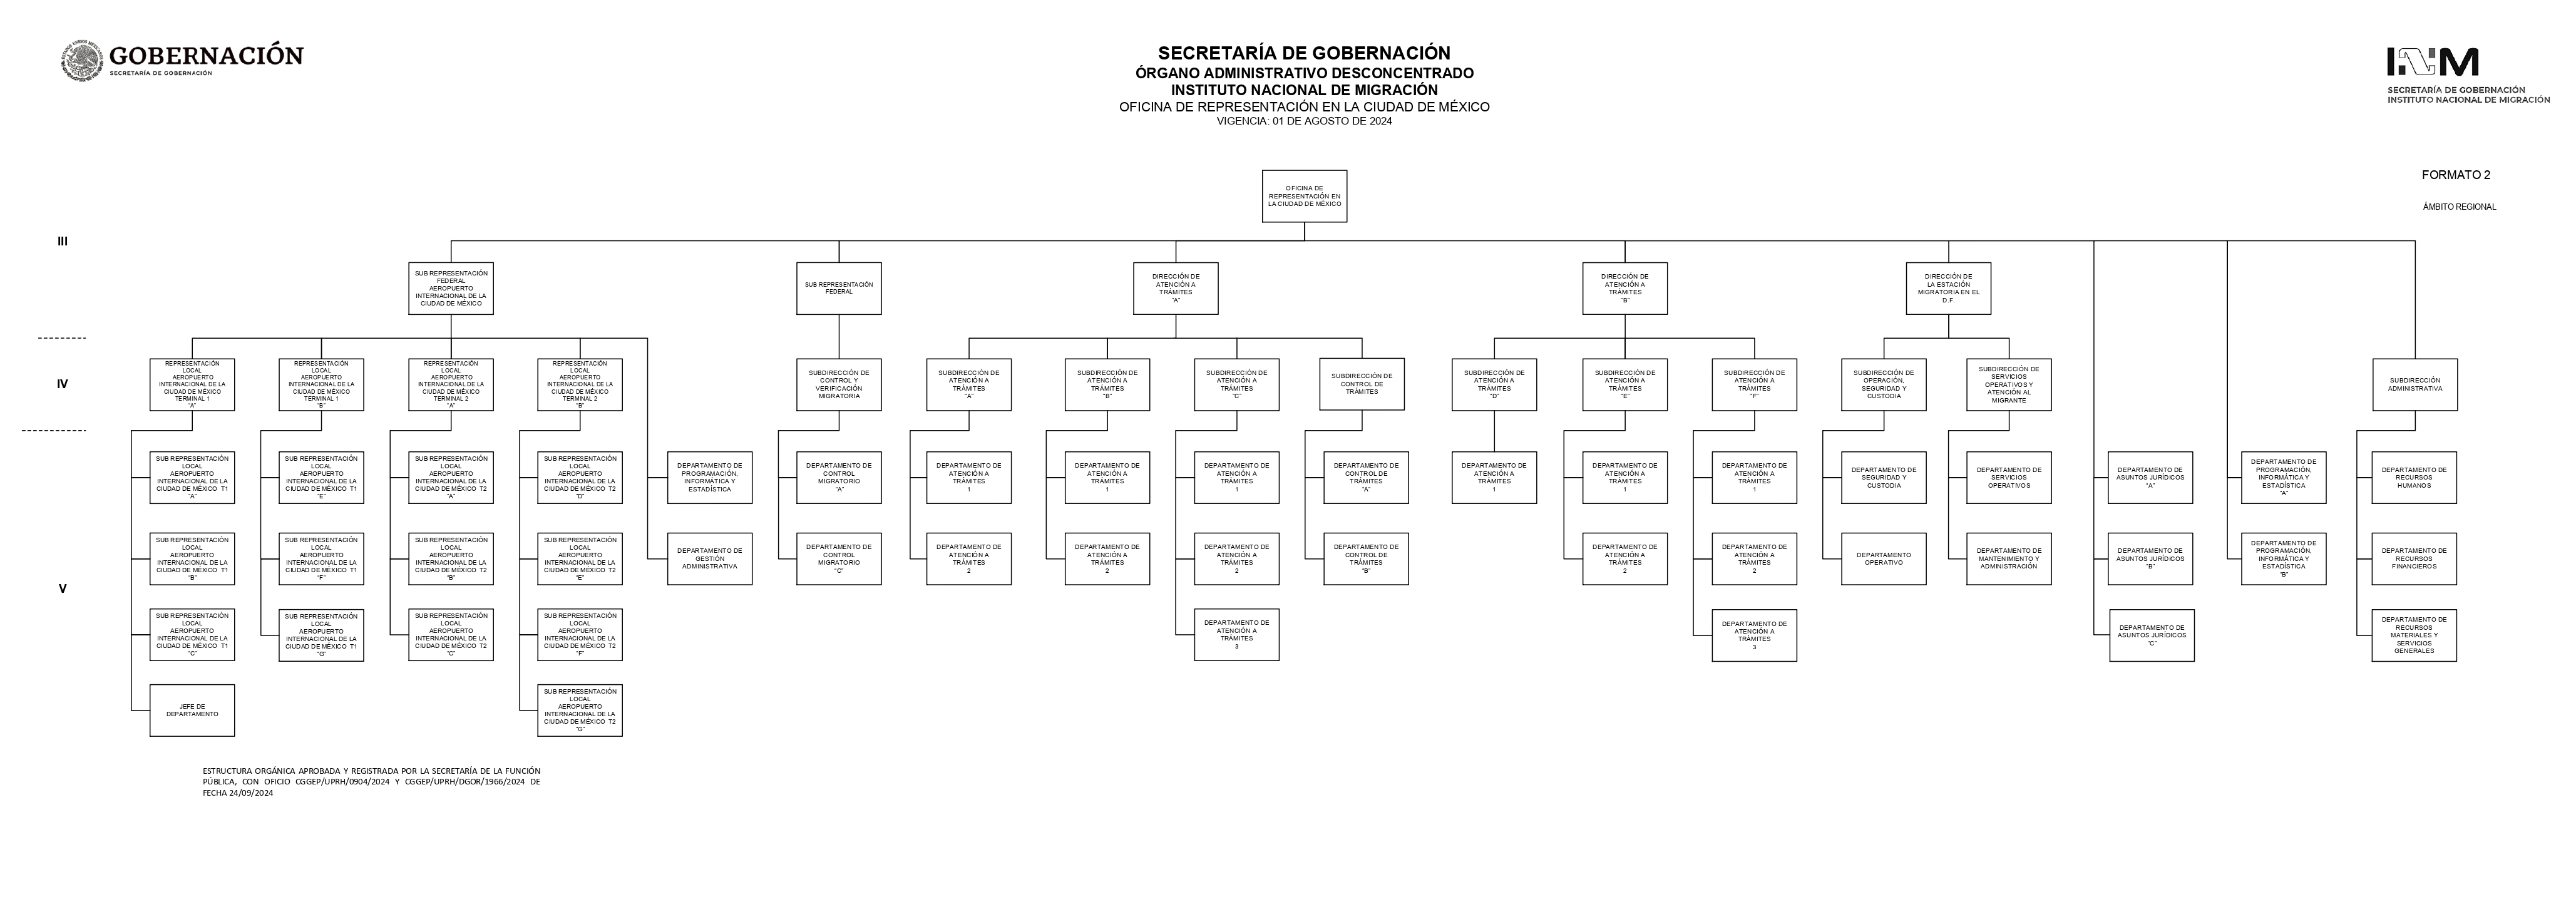 GOBERNACIÓN
SECRETARÍA DE GOBERNACIÓN
SECRETARÍA DE GOBERNACIÓN
ÓRGANO ADMINISTRATIVO DESCONCENTRADO
INSTITUTO NACIONAL DE MIGRACIÓN
OFICINA DE REPRESENTACIÓN EN LA CIUDAD DE MÉXICO
VIGENCIA: 01 DE AGOSTO DE 2024
INM
SECRETARÍA DE GOBERNACIÓN
INSTITUTO NACIONAL DE MIGRACIÓN
FORMATO 2
ÁMBITO REGIONAL
OFICINA DE
REPRESENTACIÓN EN
LA CIUDAD DE MÉXICO
III
SUB REPRESENTACIÓN
FEDERAL
AEROPUERTO
INTERNACIONAL DE LA
CIUDAD DE MÉXICO
SUB REPRESENTACIÓN
FEDERAL
DIRECCIÓN DE
ATENCIÓN A
TRÁMITES
"A"
DIRECCIÓN DE
ATENCIÓN A
TRÁMITES
"B"
DIRECCIÓN DE
LA ESTACIÓN
MIGRATORIA EN EL
D.F.
IV
REPRESENTACIÓN
LOCAL
AEROPUERTO
INTERNACIONAL DE LA
CIUDAD DE MÉXICO
TERMINAL 1
"A"
REPRESENTACIÓN
LOCAL
AEROPUERTO
INTERNACIONAL DE LA
CIUDAD DE MÉXICO
TERMINAL 1
"B"
REPRESENTACIÓN
LOCAL
AEROPUERTO
INTERNACIONAL DE LA
CIUDAD DE MÉXICO
TERMINAL 2
"A"
REPRESENTACIÓN
LOCAL
AEROPUERTO
INTERNACIONAL DE LA
CIUDAD DE MÉXICO
TERMINAL 2
"B"
SUBDIRECCIÓN DE
CONTROL Y
VERIFICACIÓN
MIGRATORIA
SUBDIRECCIÓN DE
ATENCIÓN A
TRÁMITES
"A"
SUBDIRECCIÓN DE
ATENCIÓN A
TRÁMITES
"B"
SUBDIRECCIÓN DE
ATENCIÓN A
TRÁMITES
"C"
SUBDIRECCIÓN DE
CONTROL DE
TRÁMITES
SUBDIRECCIÓN DE
ATENCIÓN A
TRÁMITES
"D"
SUBDIRECCIÓN DE
ATENCIÓN A
TRÁMITES
"E"
SUBDIRECCIÓN DE
ATENCIÓN A
TRÁMITES
"F"
SUBDIRECCIÓN DE
OPERACIÓN,
SEGURIDAD Y
CUSTODIA
SUBDIRECCIÓN DE
SERVICIOS
OPERATIVOS Y
ATENCIÓN AL
MIGRANTE
SUBDIRECCIÓN
ADMINISTRATIVA
V
SUB REPRESENTACIÓN
LOCAL
AEROPUERTO
INTERNACIONAL DE LA
CIUDAD DE MÉXICO T1
"A"
SUB REPRESENTACIÓN
LOCAL
AEROPUERTO
INTERNACIONAL DE LA
CIUDAD DE MÉXICO T1
"E"
SUB REPRESENTACIÓN
LOCAL
AEROPUERTO
INTERNACIONAL DE LA
CIUDAD DE MÉXICO T2
"A"
SUB REPRESENTACIÓN
LOCAL
AEROPUERTO
INTERNACIONAL DE LA
CIUDAD DE MÉXICO T2
"D"
DEPARTAMENTO DE
PROGRAMACIÓN,
INFORMÁTICA Y
ESTADÍSTICA
DEPARTAMENTO DE
CONTROL
MIGRATORIO
"A"
DEPARTAMENTO DE
ATENCIÓN A
TRÁMITES
1
DEPARTAMENTO DE
ATENCIÓN A
TRÁMITES
1
DEPARTAMENTO DE
ATENCIÓN A
TRÁMITES
1
DEPARTAMENTO DE
CONTROL DE
TRÁMITES
"A"
DEPARTAMENTO DE
ATENCIÓN A
TRÁMITES
1
DEPARTAMENTO DE
ATENCIÓN A
TRÁMITES
1
DEPARTAMENTO DE
ATENCIÓN A
TRÁMITES
1
DEPARTAMENTO DE
SEGURIDAD Y
CUSTODIA
DEPARTAMENTO DE
SERVICIOS
OPERATIVOS
DEPARTAMENTO DE
ASUNTOS JURÍDICOS
"A"
DEPARTAMENTO DE
PROGRAMACIÓN,
INFORMÁTICA Y
ESTADÍSTICA
"A"
DEPARTAMENTO DE
RECURSOS
HUMANOS
SUB REPRESENTACIÓN
LOCAL
AEROPUERTO
INTERNACIONAL DE LA
CIUDAD DE MÉXICO T1
"B"
SUB REPRESENTACIÓN
LOCAL
AEROPUERTO
INTERNACIONAL DE LA
CIUDAD DE MÉXICO T1
"F"
SUB REPRESENTACIÓN
LOCAL
AEROPUERTO
INTERNACIONAL DE LA
CIUDAD DE MÉXICO T2
"B"
SUB REPRESENTACIÓN
LOCAL
AEROPUERTO
INTERNACIONAL DE LA
CIUDAD DE MÉXICO T2
"E"
DEPARTAMENTO DE
GESTIÓN
ADMINISTRATIVA
DEPARTAMENTO DE
CONTROL
MIGRATORIO
"C"
DEPARTAMENTO DE
ATENCIÓN A
TRÁMITES
2
DEPARTAMENTO DE
ATENCIÓN A
TRÁMITES
2
DEPARTAMENTO DE
ATENCIÓN A
TRÁMITES
2
DEPARTAMENTO DE
CONTROL DE
TRÁMITES
"B"
DEPARTAMENTO DE
ATENCIÓN A
TRÁMITES
2
DEPARTAMENTO DE
ATENCIÓN A
TRÁMITES
2
DEPARTAMENTO
OPERATIVO
DEPARTAMENTO DE
MANTENIMIENTO Y
ADMINISTRACIÓN
DEPARTAMENTO DE
ASUNTOS JURÍDICOS
"B"
DEPARTAMENTO DE
PROGRAMACIÓN,
INFORMÁTICA Y
ESTADÍSTICA
"B"
DEPARTAMENTO DE
RECURSOS
FINANCIEROS
SUB REPRESENTACIÓN
LOCAL
AEROPUERTO
INTERNACIONAL DE LA
CIUDAD DE MÉXICO T1
"C"
SUB REPRESENTACIÓN
LOCAL
AEROPUERTO
INTERNACIONAL DE LA
CIUDAD DE MÉXICO T1
"G"
SUB REPRESENTACIÓN
LOCAL
AEROPUERTO
INTERNACIONAL DE LA
CIUDAD DE MÉXICO T2
"C"
SUB REPRESENTACIÓN
LOCAL
AEROPUERTO
INTERNACIONAL DE LA
CIUDAD DE MÉXICO T2
"F"
DEPARTAMENTO DE
ATENCIÓN A
TRÁMITES
3
DEPARTAMENTO DE
ATENCIÓN A
TRÁMITES
3
DEPARTAMENTO DE
ASUNTOS JURÍDICOS
"C"
DEPARTAMENTO DE
RECURSOS
MATERIALES Y
SERVICIOS
GENERALES
JEFE DE
DEPARTAMENTO
SUB REPRESENTACIÓN
LOCAL
AEROPUERTO
INTERNACIONAL DE LA
CIUDAD DE MÉXICO T2
"G"
ESTRUCTURA ORGÁNICA APROBADA Y REGISTRADA POR LA SECRETARÍA DE LA FUNCIÓN
PÚBLICA, CON OFICIO CGGEP/UPRH/0904/2024 Y CGGEP/UPRH/DGOR/1966/2024 DE
FECHA 24/09/2024